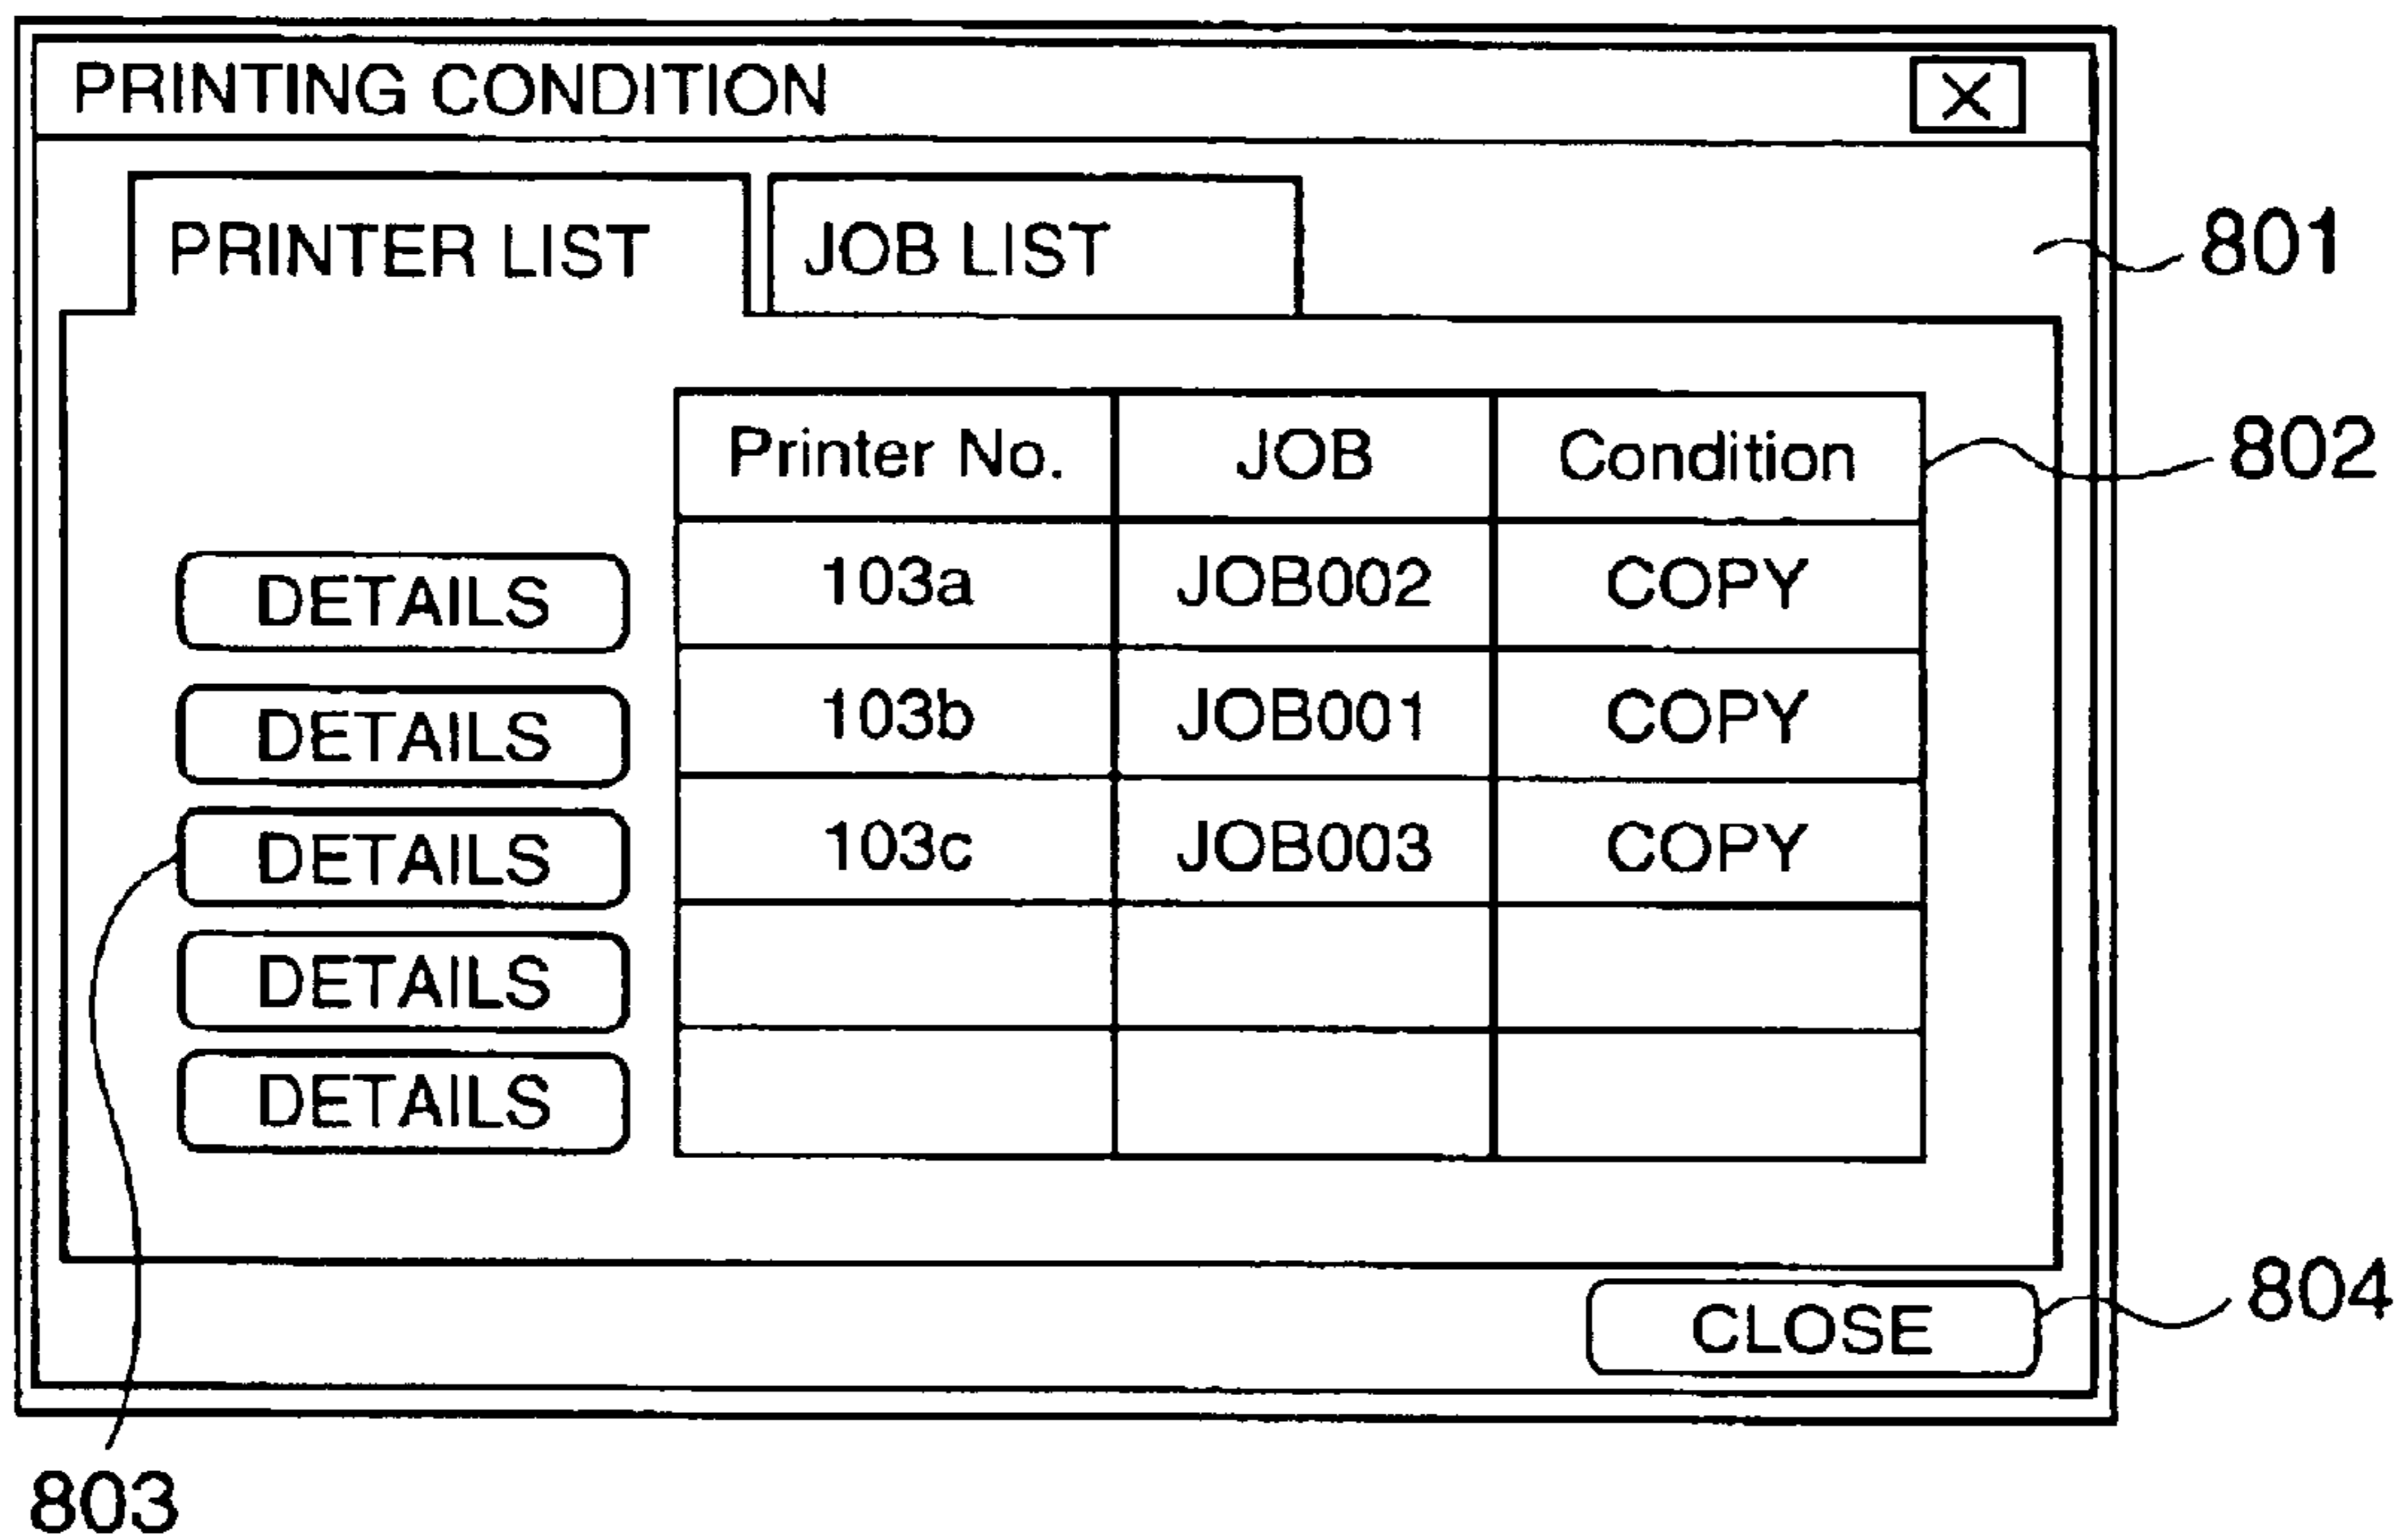 PRINTING CONDITION X
PRINTER LIST JOB LIST
801
Printer No. JOB Condition
802
DETAILS 103a JOB002 COPY
DETAILS 103b JOB001 COPY
DETAILS 103c JOB003 COPY
DETAILS
DETAILS
CLOSE
804
803